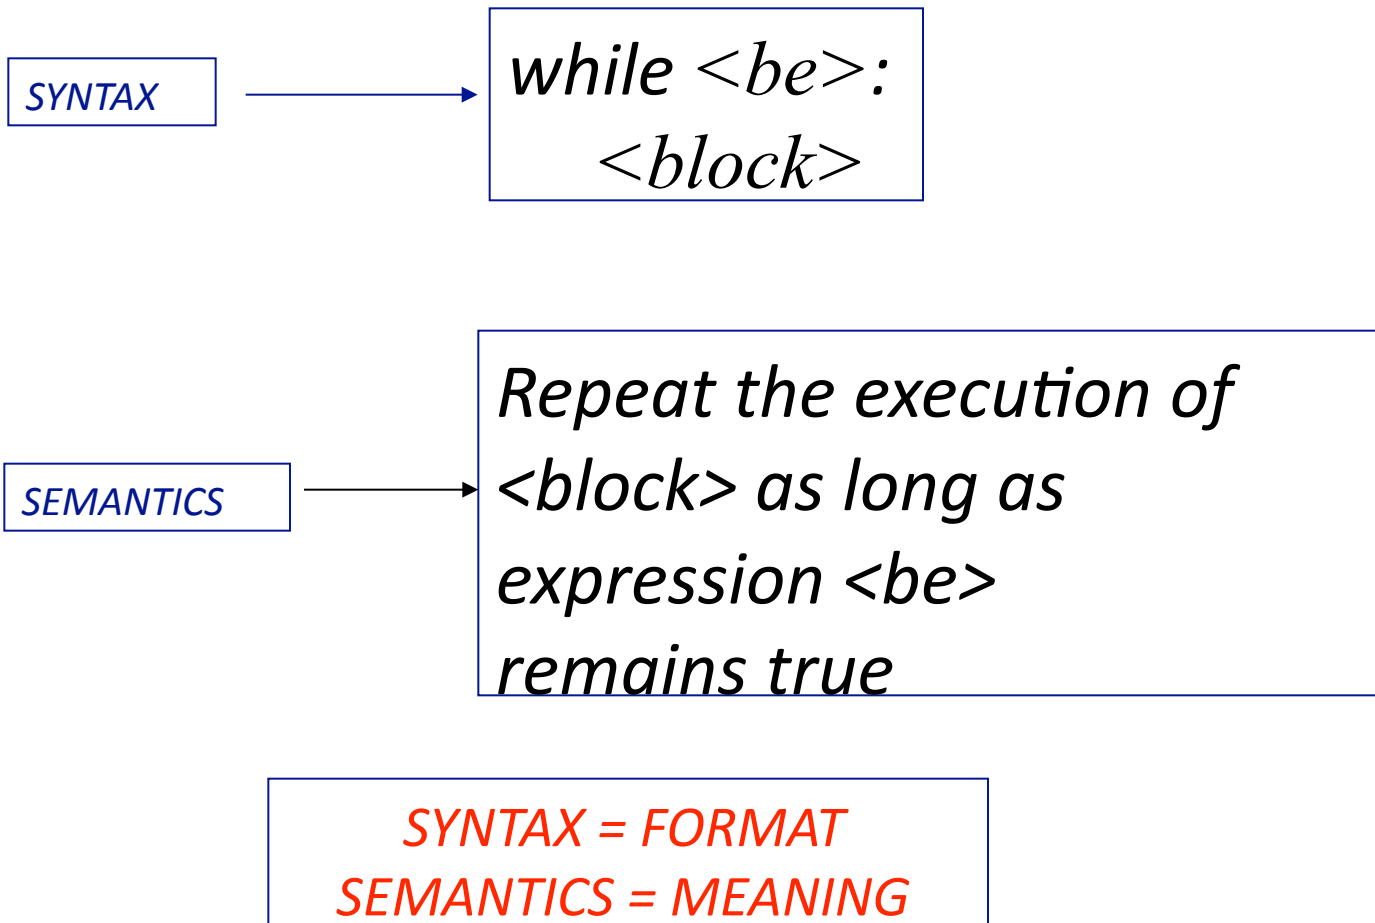 SYNTAX
while <be>:
<block>
SEMANTICS
Repeat the execution of
<block> as long as
expression <be>
remains true
SYNTAX = FORMAT
SEMANTICS = MEANING